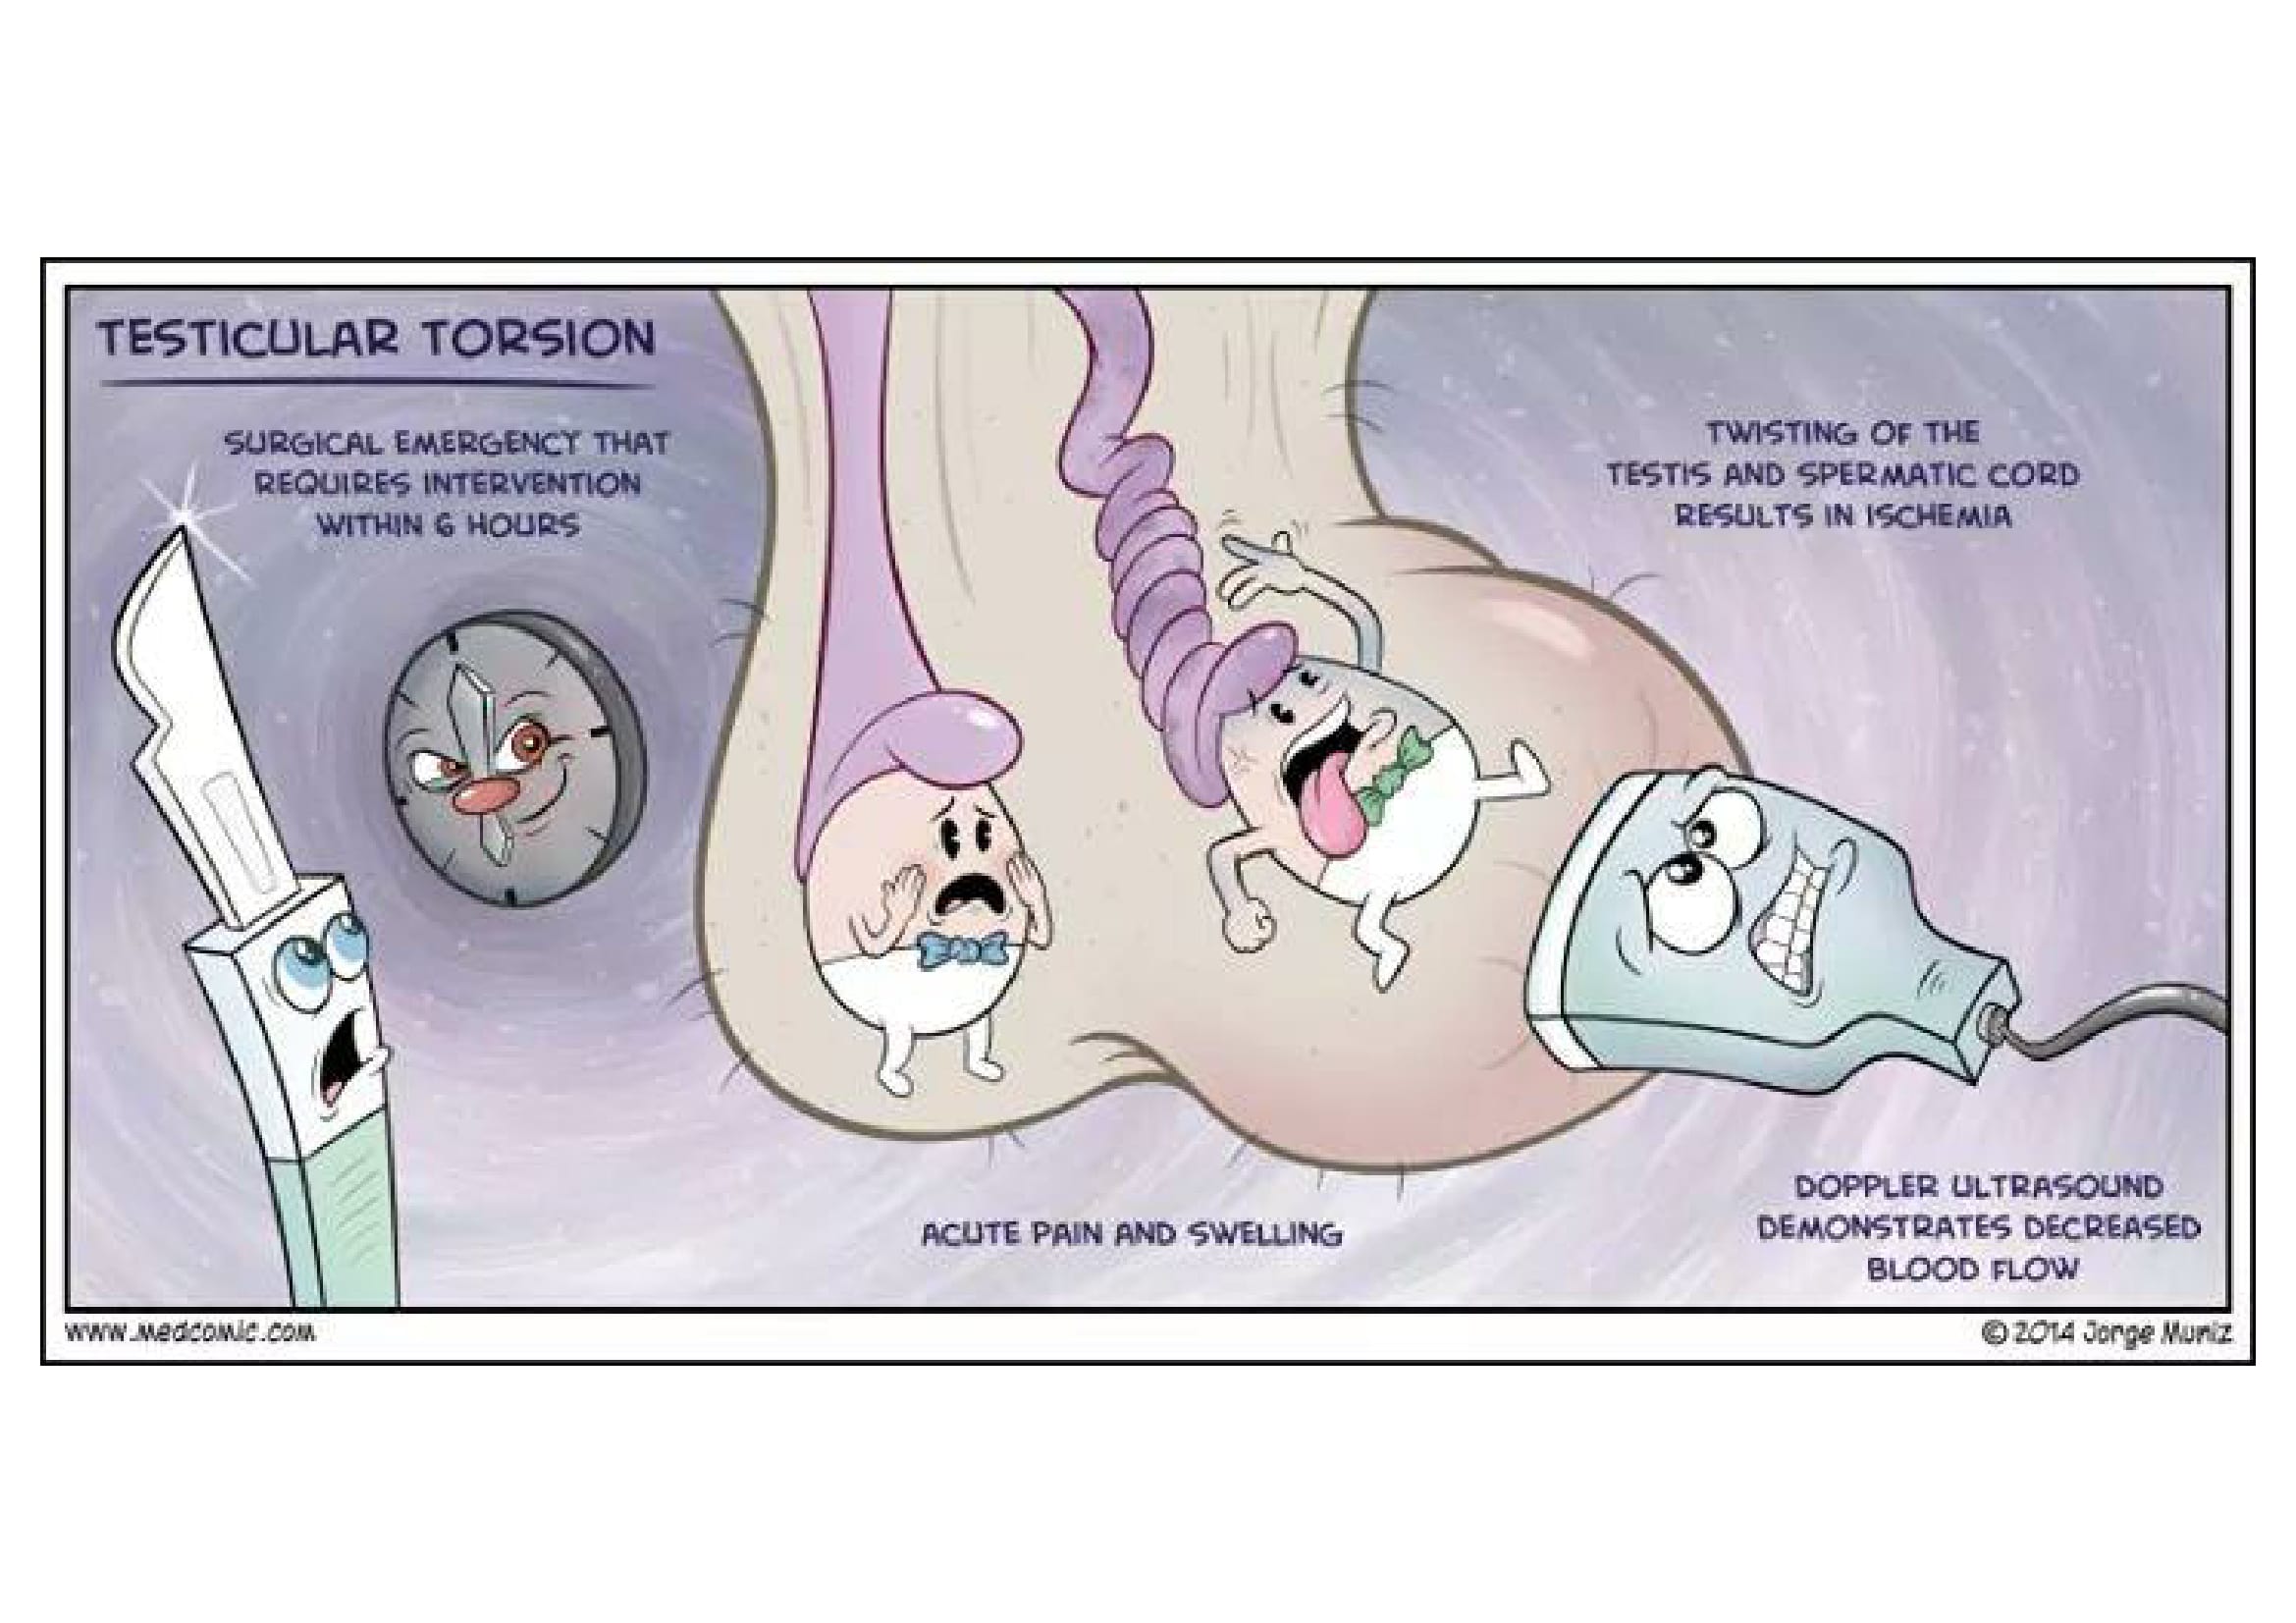 TESTICULAR TORSION
SURGICAL EMERGENCY THAT
REQUIRES INTERVENTION
WITHIN 6 HOURS
TWISTING OF THE
TESTIS AND SPERMATIC CORD
RESULTS IN ISCHEMIA
ACUTE PAIN AND SWELLING
DOPPLER ULTRASOUND
DEMONSTRATES DECREASED
BLOOD FLOW
www.medcomic.com
© 2014 Jorge Muniz